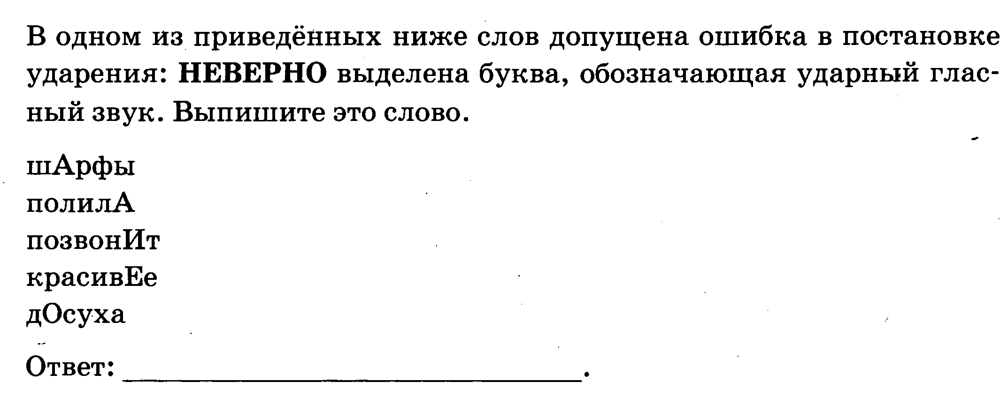 В одном из приведённых ниже слов допущена ошибка в постановке
ударения: НЕВЕРНО выделена буква, обозначающая ударный глас-
ный звук. Выпишите это слово.
шАрфы
полилА
позвонИт
красивЕе
дОсуха
Ответ: ______________________________.